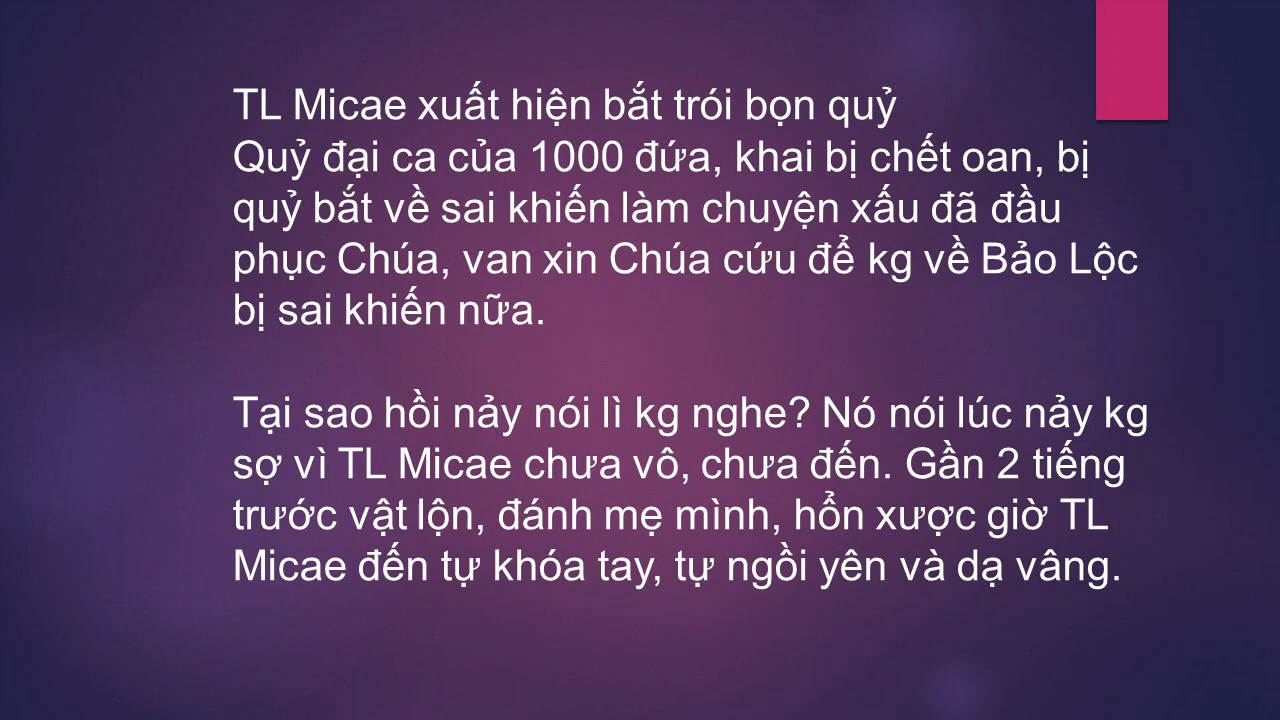 TL Micae xuất hiện bắt trói bọn quỷ
Quỷ đại ca của 1000 đứa, khai bị chết oan, bị
quỷ bắt về sai khiến làm chuyện xấu đã đầu
phục Chúa, van xin Chúa cứu để kg về Bảo Lộc
bị sai khiến nữa.
Tại sao hồi nảy nói lì kg nghe? Nó nói lúc nảy kg
sợ vì TL Micae chưa vô, chưa đến. Gần 2 tiếng
trước vật lộn, đánh mẹ mình, hổn xược giờ TL
Micae đến tự khóa tay, tự ngồi yên và dạ vâng.